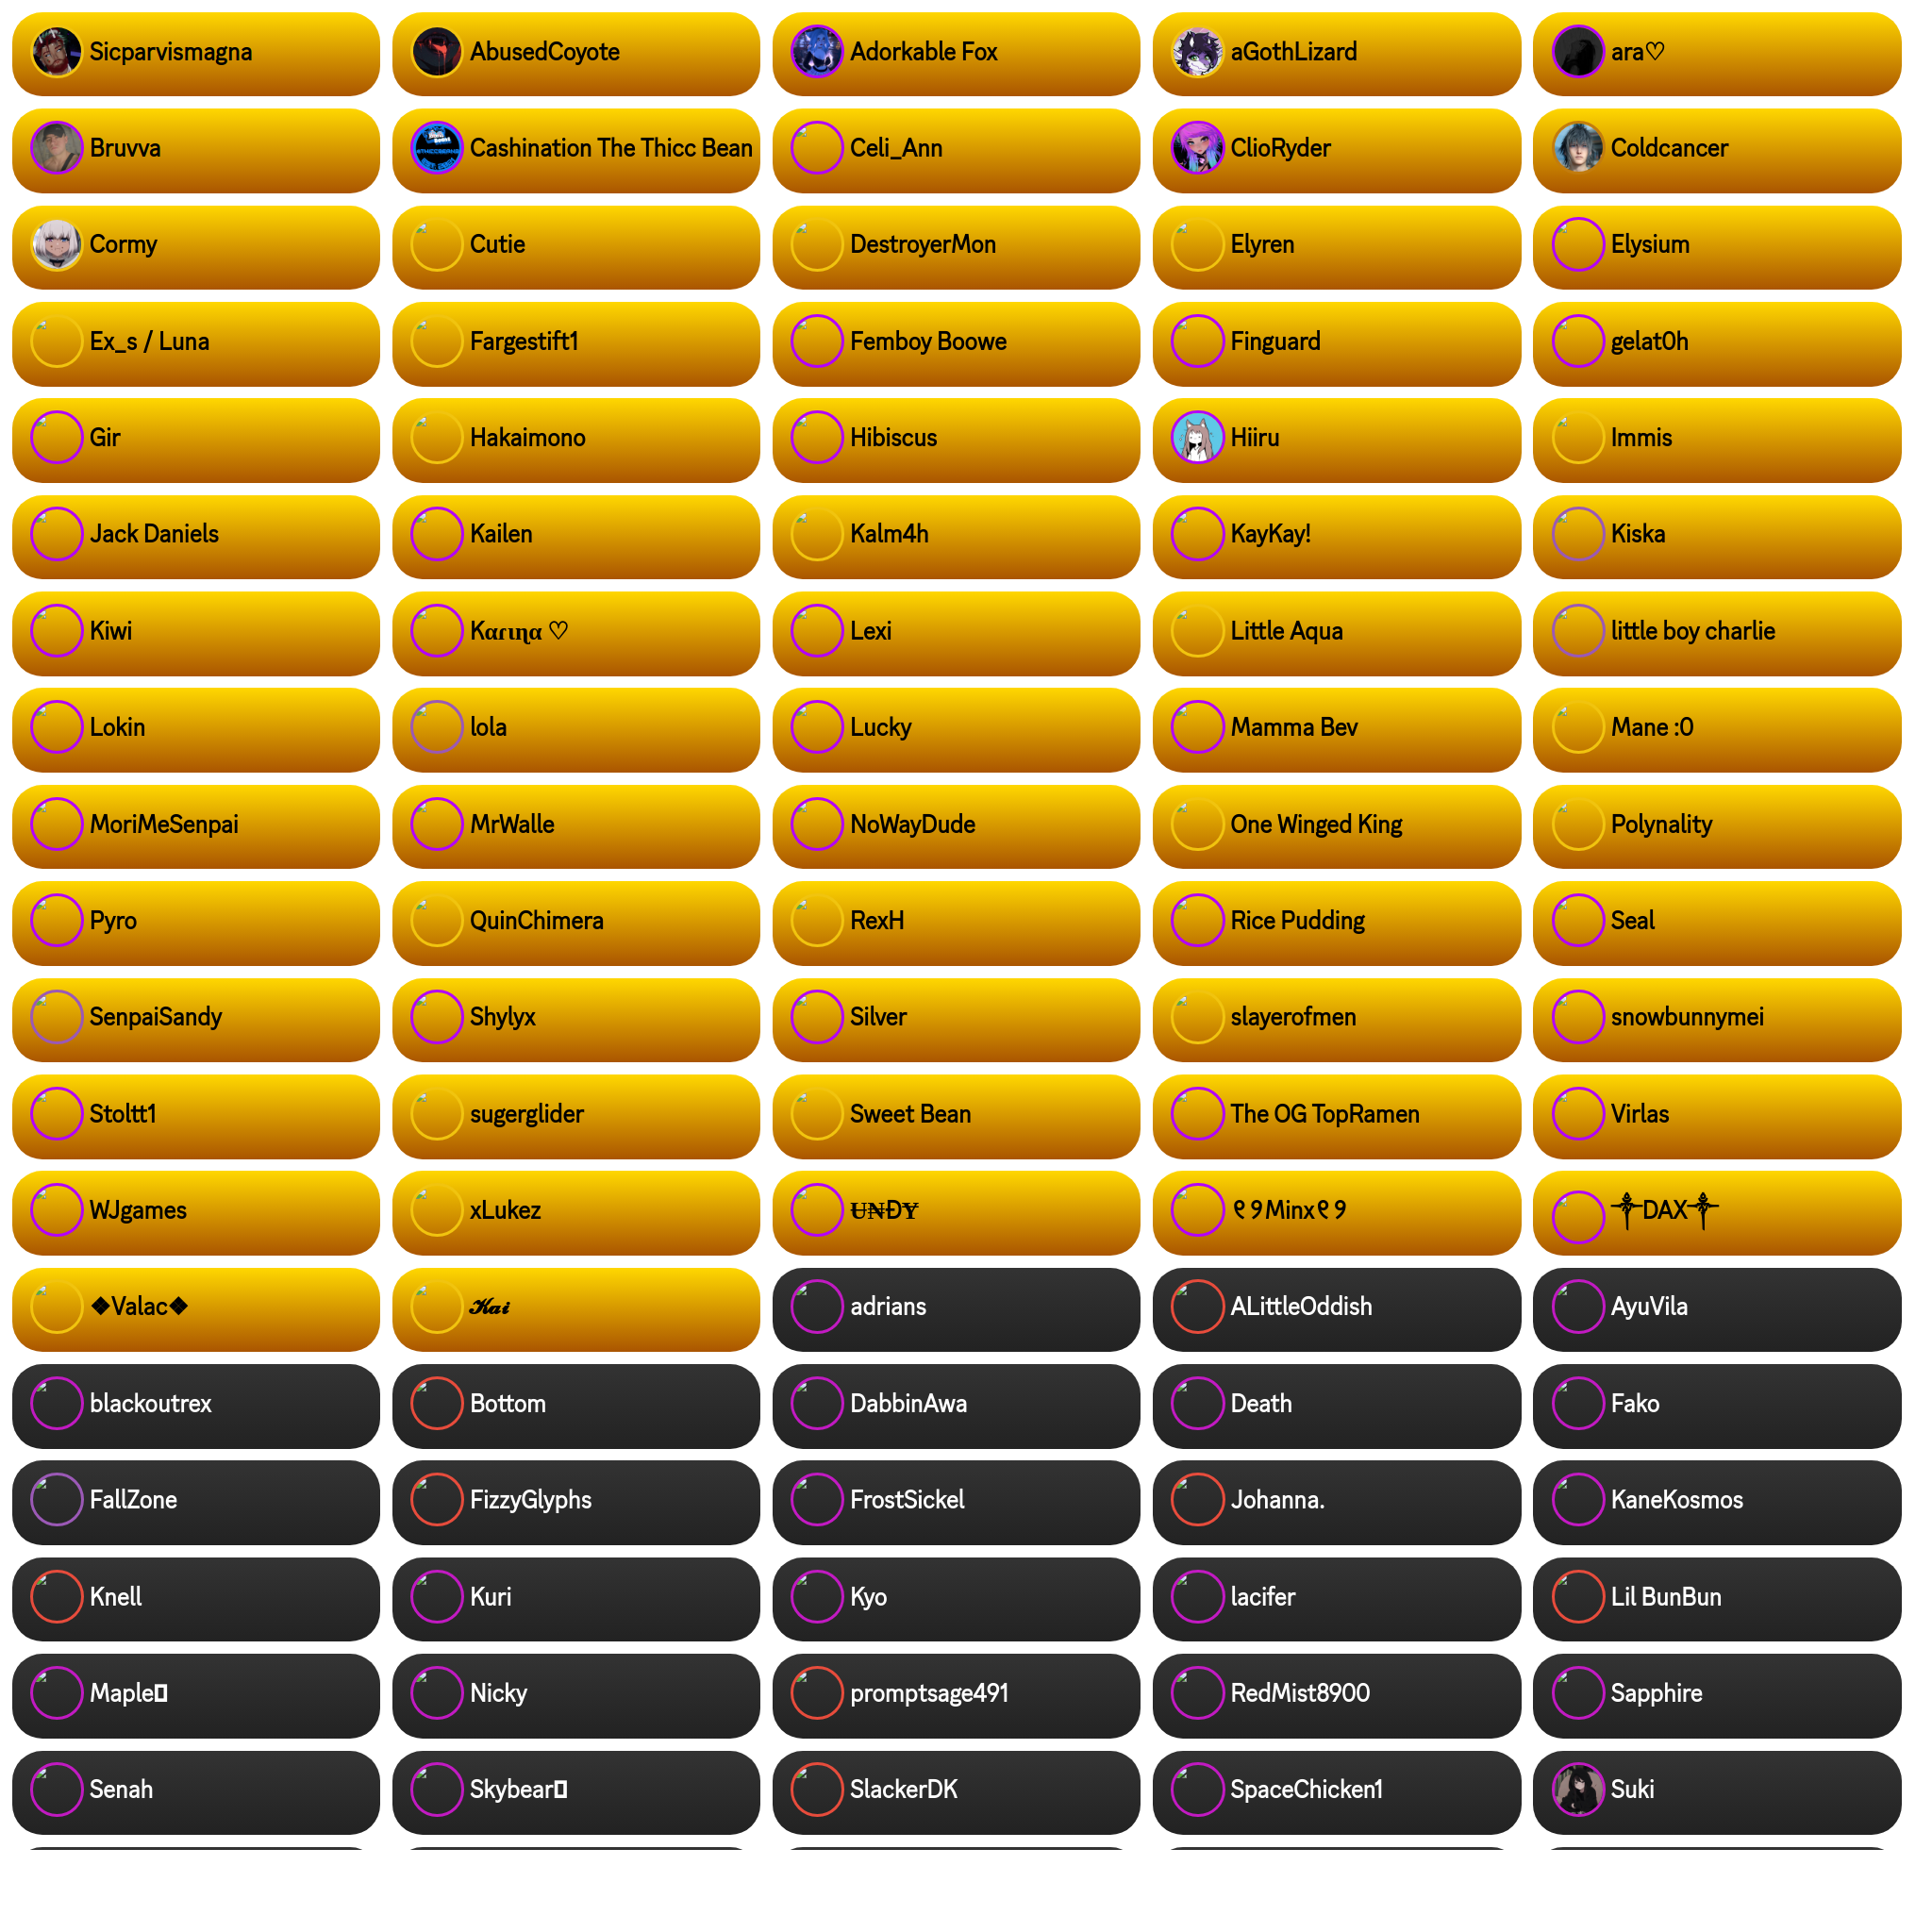 Sicparvismagna
AbusedCoyote
Adorkable Fox
aGothLizard
ara♡
Bruvva
Cashination The Thicc Bean
Celi_Ann
ClioRyder
Coldcancer
Cormy
Cutie
DestroyerMon
Elyren
Elysium
Ex_s / Luna
Fargestift1
Femboy Boowe
Finguard
gelat0h
Gir
Hakaimono
Hibiscus
Hiiru
Immis
Jack Daniels
Kailen
Kalm4h
KayKay!
Kiska
Kiwi
Kαɾιɳα ♡
Lexi
Little Aqua
little boy charlie
Lokin
lola
Lucky
Mamma Bev
Mane :0
MoriMeSenpai
MrWalle
NoWayDude
One Winged King
Polynality
Pyro
QuinChimera
RexH
Rice Pudding
Seal
SenpaiSandy
Shylyx
Silver
slayerofmen
snowbunnymei
Stoltt1
sugerglider
Sweet Bean
The OG TopRamen
Virlas
WJgames
xLukez
U̶₦ĐɎ
୧୨Minx୧୨
⸸DAX⸸
❖Valac❖
𝓚𝓪𝓲
adrians
ALittleOddish
AyuVila
blackoutrex
Bottom
DabbinAwa
Death
Fako
FallZone
FizzyGlyphs
FrostSickel
Johanna.
KaneKosmos
Knell
Kuri
Kyo
lacifer
Lil BunBun
Maple
Nicky
promptsage491
RedMist8900
Sapphire
Senah
Skybear
SlackerDK
SpaceChicken1
Suki